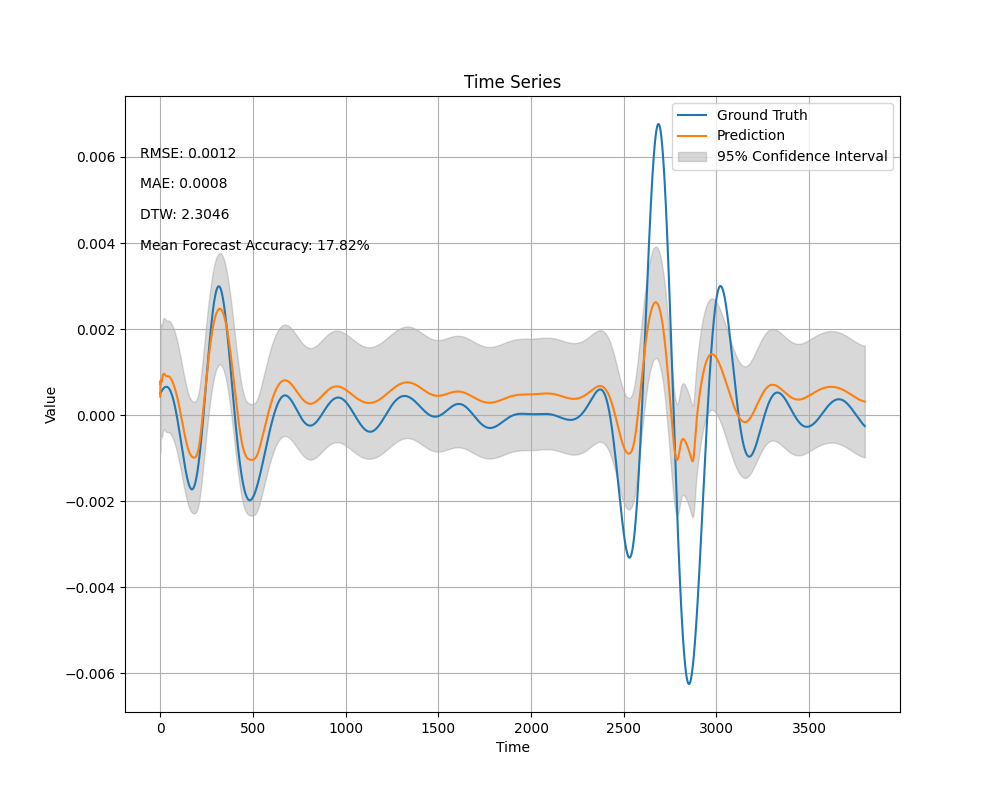 Time Series
Ground Truth
Prediction
95% Confidence Interval
RMSE: 0.0012
MAE: 0.0008
DTW: 2.3046
Mean Forecast Accuracy: 17.82%
Value
0.006
0.004
0.002
0.000
−0.002
−0.004
−0.006
0 500 1000 1500 2000 2500 3000 3500
Time